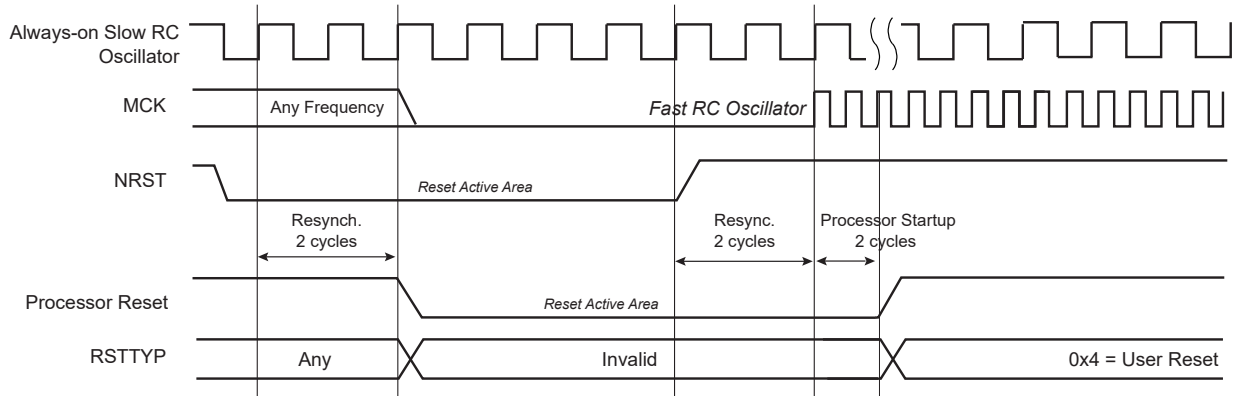 Always-on Slow RC
Oscillator
MCK
Any Frequency
Fast RC Oscillator
NRST
Reset Active Area
Resynch.
2 cycles
Resync.
2 cycles
Processor Startup
2 cycles
Processor Reset
Reset Active Area
RSTTYP
Any
Invalid
0x4 = User Reset